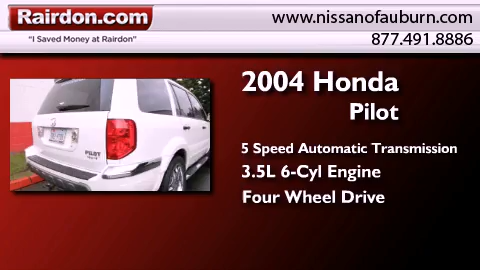 Rairdon.com
"I Saved Money at Rairdon"
www.nissanofauburn.com
877.491.8886
2004 Honda
Pilot
5 Speed Automatic Transmission
3.5L 6-Cyl Engine
Four Wheel Drive
PILOT